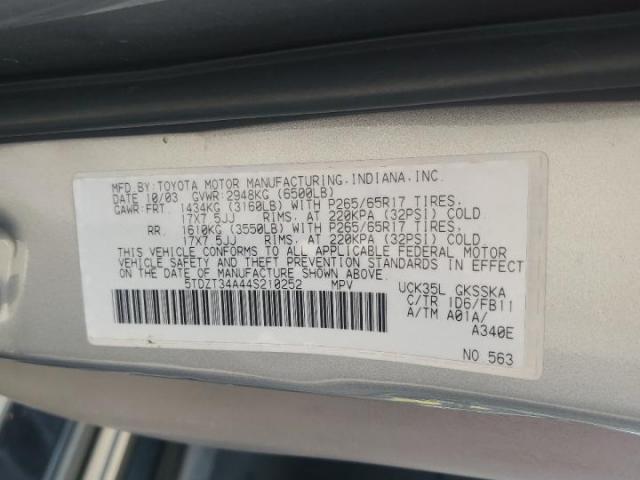 MFD.BY:TOYOTA MOTOR MANUFACTURING.INDIANA.INC.
DATE 10/03 GVWR:2948KG (6500LB)
GAWR:FRT. 1434KG (3160LB) WITH P265/65R17 TIRES.
17X7 5JJ RIMS. AT 220KPA (32PSI) COLD
RR. 1610KG (3550LB) WITH P265/65R17 TIRES.
17X7 5JJ RIMS. AT 220KPA (32PSI) COLD
THIS VEHICLE CONFORMS TO ALL APPLICABLE FEDERAL MOTOR
VEHICLE SAFETY AND THEFT PREVENTION STANDARDS IN EFFECT
ON THE DATE OF MANUFACTURE SHOWN ABOVE.
5TDZT34A44S210252 MPV
UCK35L GKSSKA
C/TR 1D6/FB11
A/TM A01A/
A340E
NO 563